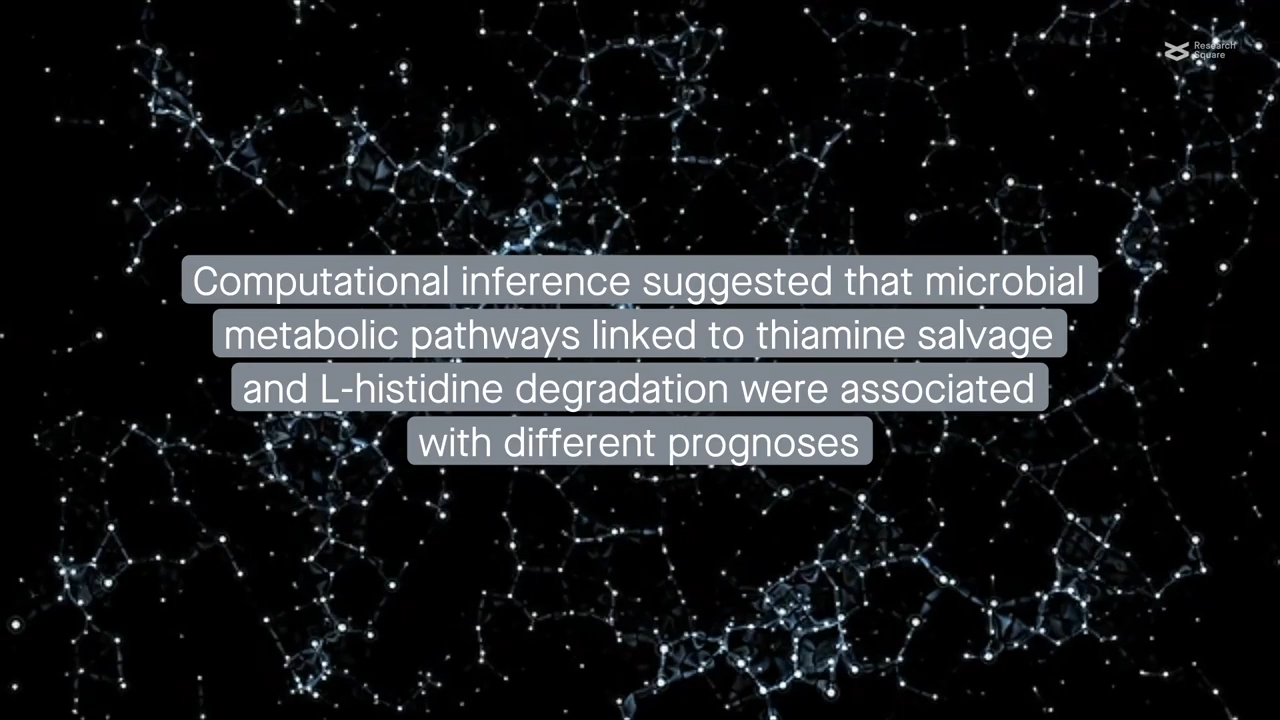 Research
Square
Computational inference suggested that microbial
metabolic pathways linked to thiamine salvage
and L-histidine degradation were associated
with different prognoses